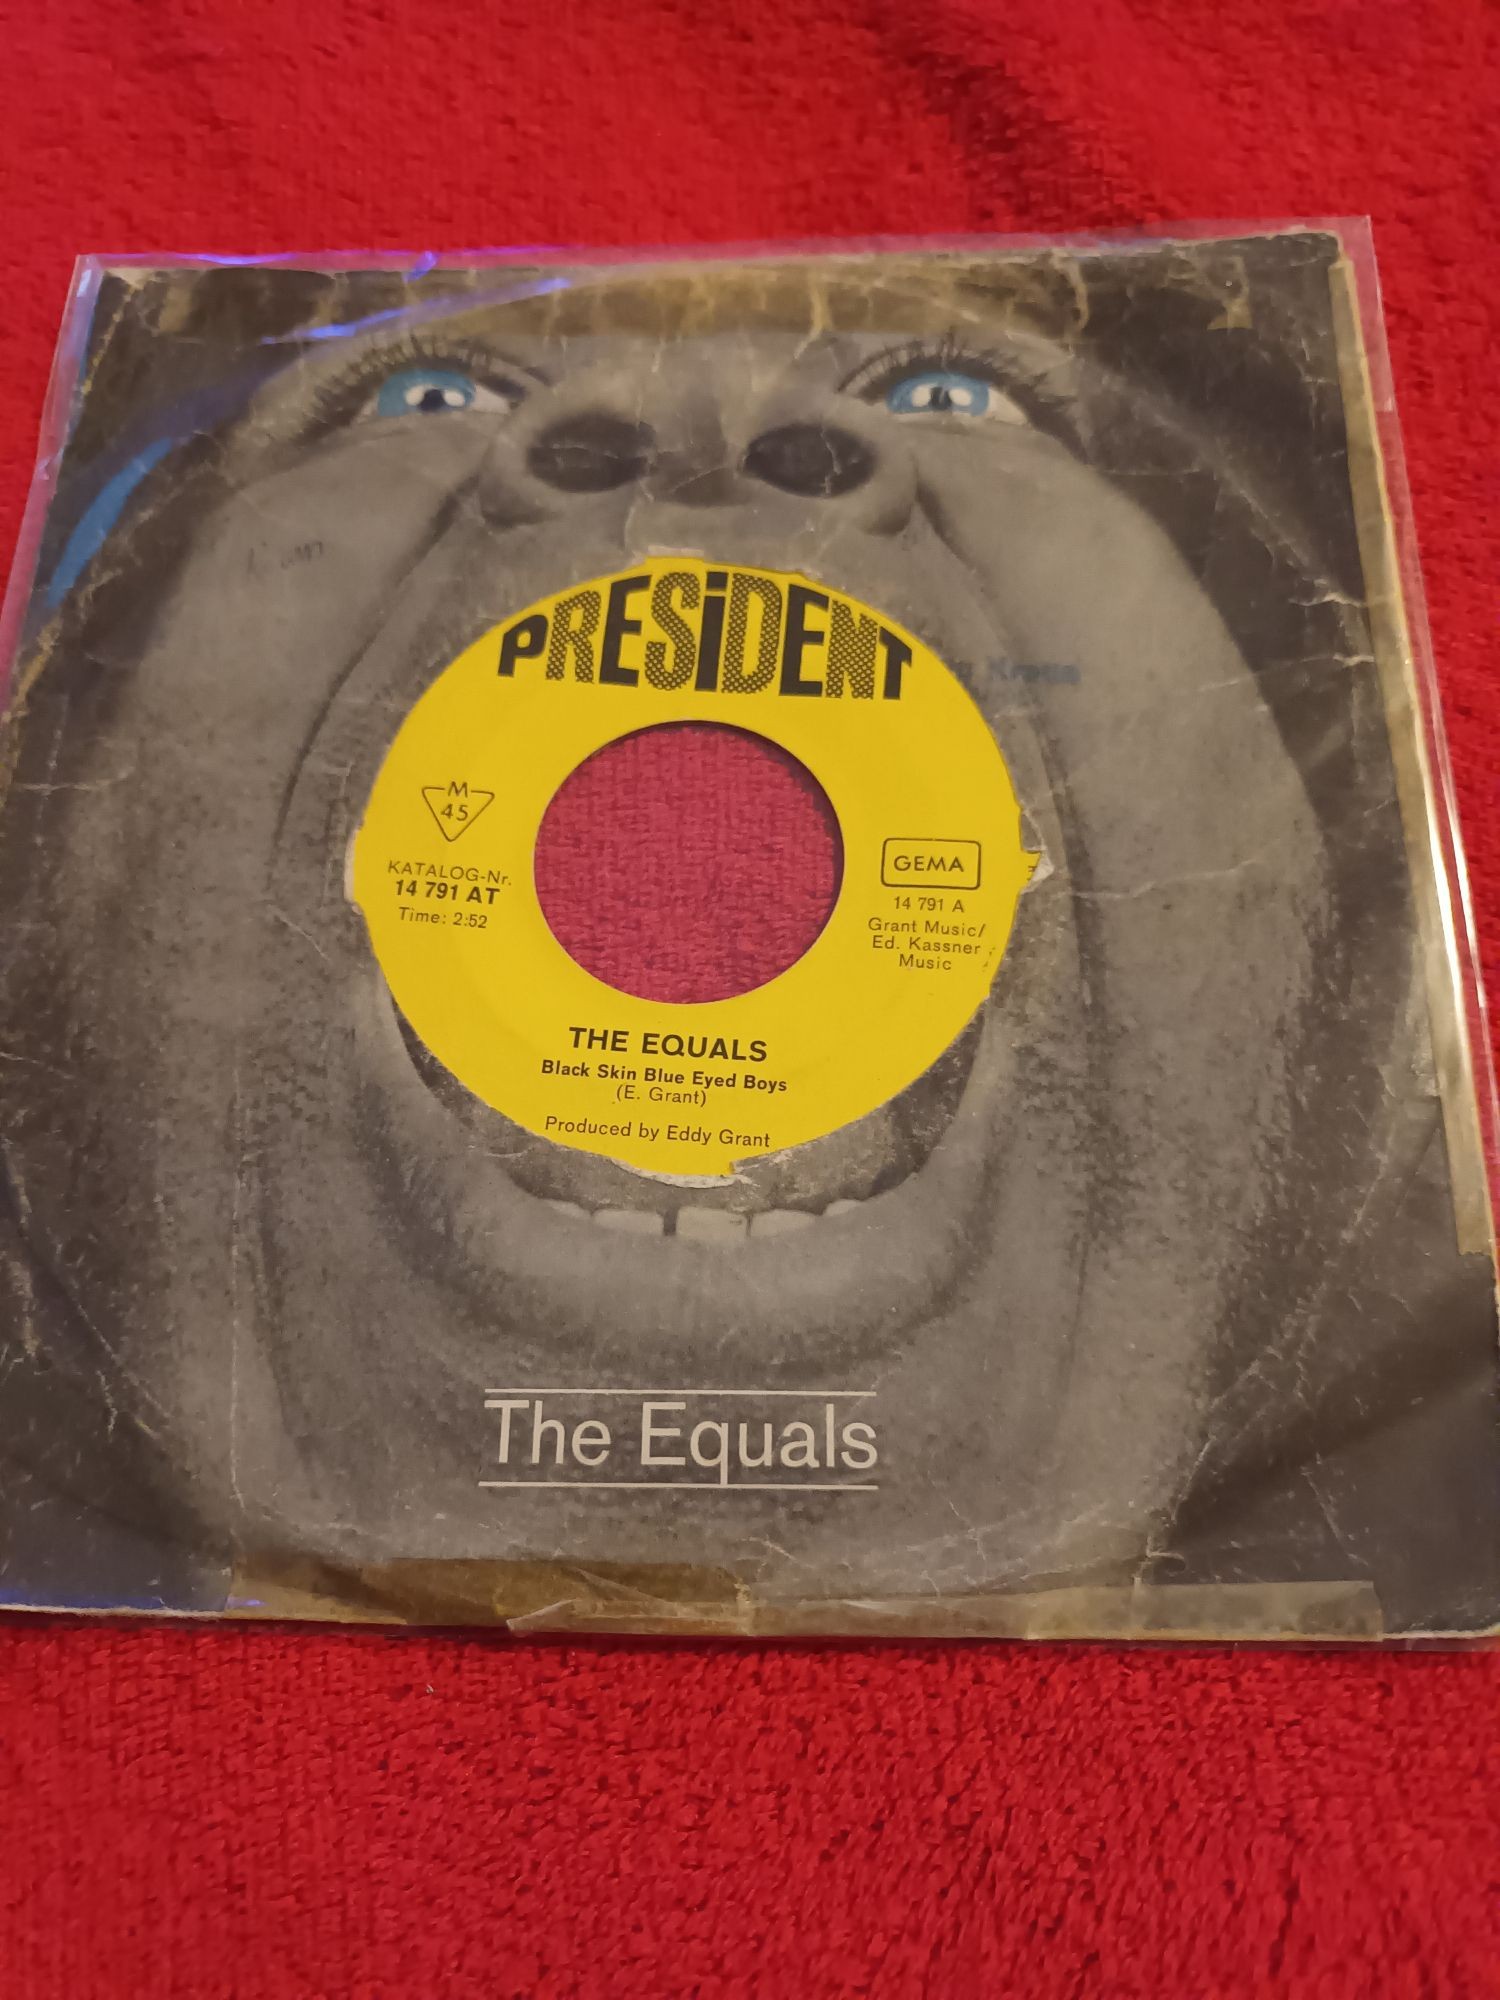 PRESiDENT
M
45
KATALOG-Nr.
14 791 AT
Time: 2:52
GEMA
14 791 A
Grant Music/
Ed. Kassner
Music
THE EQUALS
Black Skin Blue Eyed Boys
(E. Grant)
Produced by Eddy Grant
The Equals